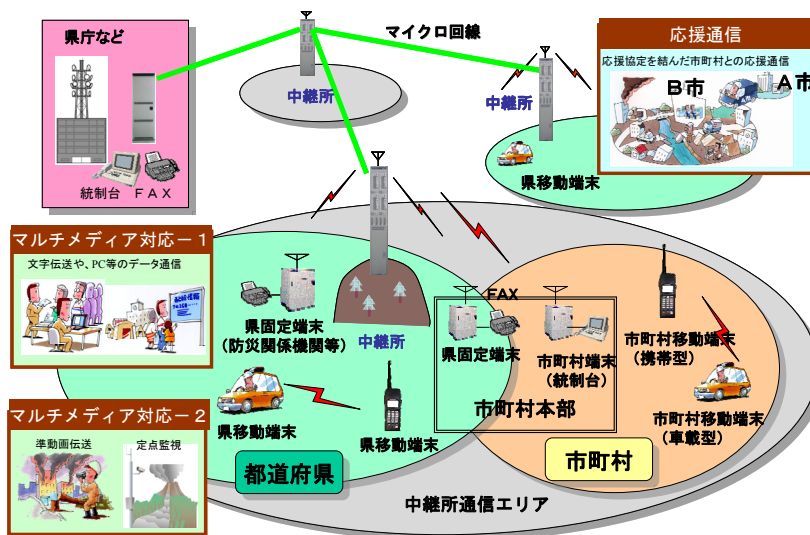 県庁など
統制台 ＦＡＸ
マイクロ回線
中継所
中継所
県移動端末
応援通信
応援協定を結んだ市町村との応援通信
Ｂ市
Ａ市
マルチメディア対応－１
文字伝送や、PC等のデータ通信
県固定端末
（防災関係機関等）
中継所
FAX
県固定端末
市町村端末
（統制台）
市町村本部
市町村移動端末
（携帯型）
市町村移動端末
（車載型）
県移動端末
県移動端末
マルチメディア対応－２
準動画伝送
定点監視
都道府県
市町村
中継所通信エリア